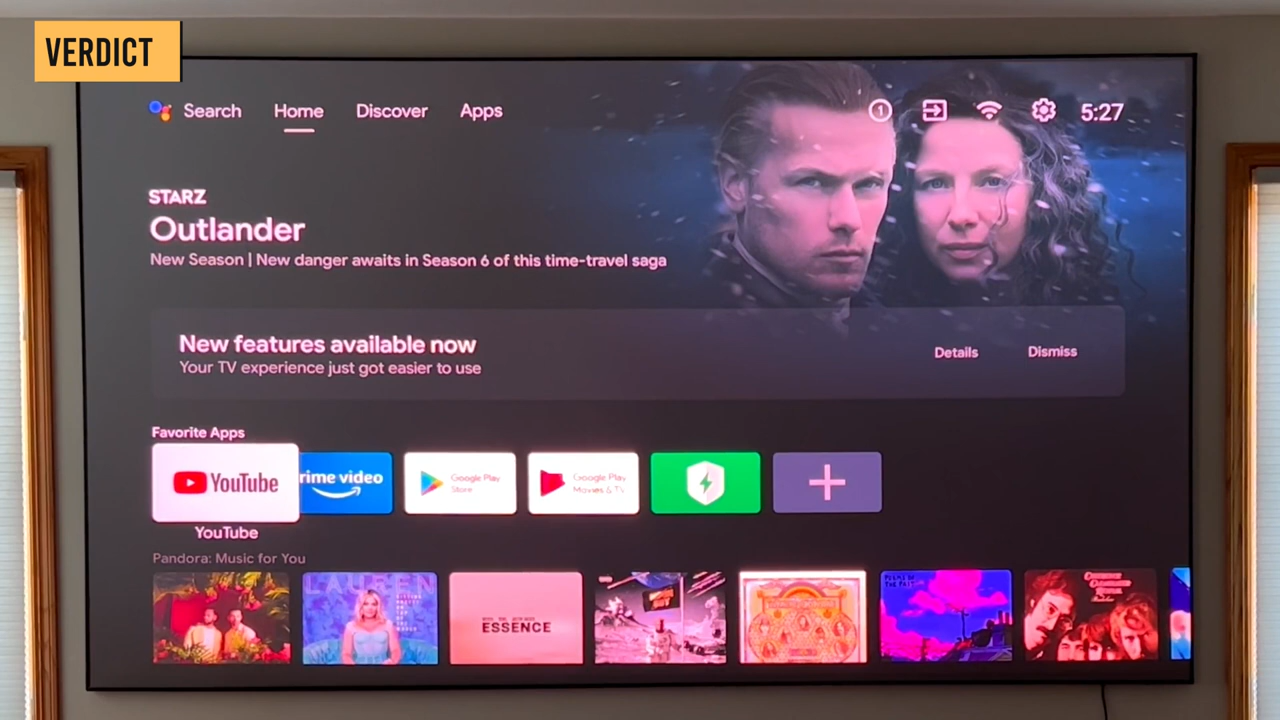 VERDICT
Search Home Discover Apps 1 5:27
STARZ
Outlander
New Season | New danger awaits in Season 6 of this time-travel saga
New features available now
Your TV experience just got easier to use
Details Dismiss
Favorite Apps
YouTube
rime video
Google Play
Store
Google Play
Movies & TV
YouTube
Pandora: Music for You
LAUREN
ESSENCE